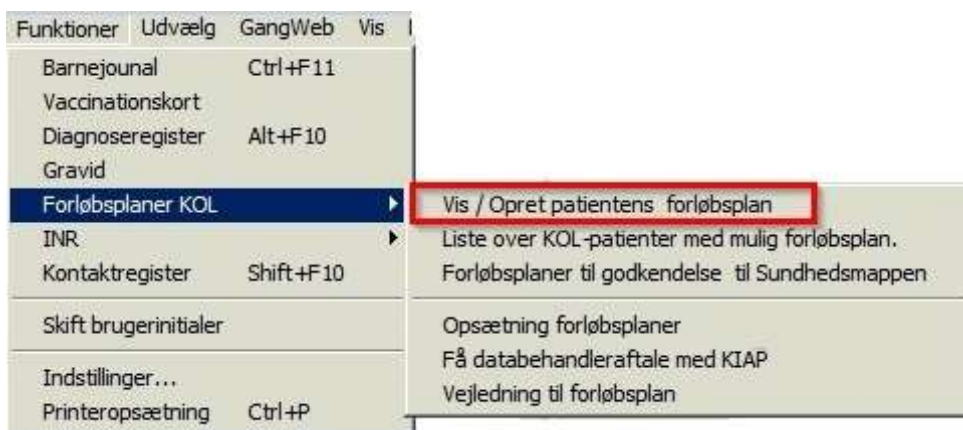 Funktioner Udvælg GangWeb Vis
Barnejounal Ctrl+F11
Vaccinationskort
Diagnoseregister Alt+F10
Gravid
Forløbsplaner KOL
INR
Kontaktregister Shift+F10
Skift brugerinitialer
Indstillinger...
Printeropsætning Ctrl+P
Vis / Opret patientens forløbsplan
Liste over KOL-patienter med mulig forløbsplan.
Forløbsplaner til godkendelse til Sundhedsmappen
Opsætning forløbsplaner
Få databehandleraftale med KIAP
Vejledning til forløbsplan